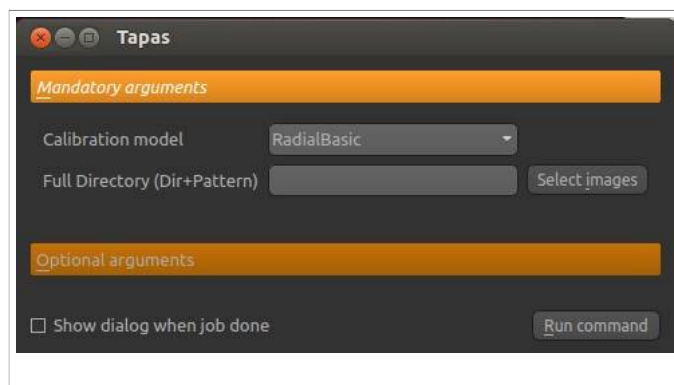 Tapas
Mandatory arguments
Calibration model RadialBasic
Full Directory (Dir+Pattern) Select images
Optional arguments
Show dialog when job done Run command